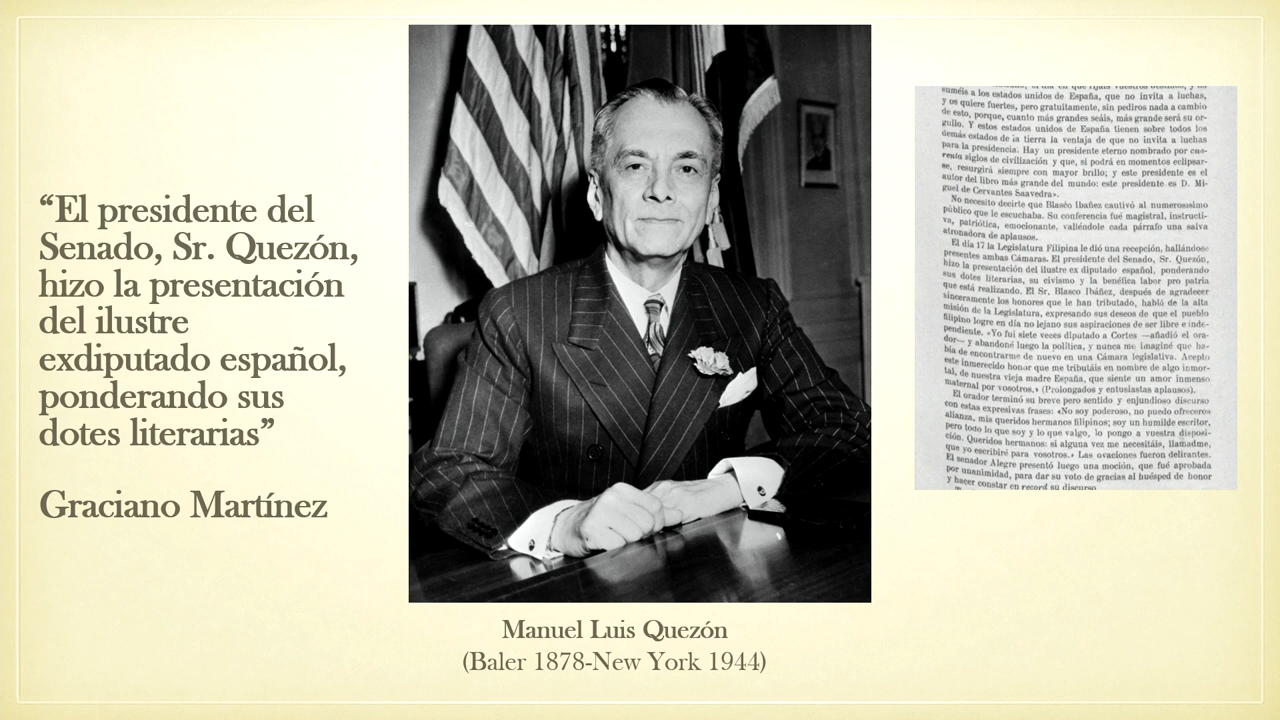 “El presidente del
Senado, Sr. Quezón,
hizo la presentación
del ilustre
exdiputado español,
ponderando sus
dotes literarias”
Graciano Martínez
Manuel Luis Quezón
(Baler 1878-New York 1944)
suméis a los estados unidos de España, que no invita a luchas,
y os quiere fuertes, pero gratuitamente, sin pediros nada a cambio
de esto, porque, cuanto más grandes seáis, más grande será su or-
gullo. Y estos estados unidos de España tienen sobre todos los
demás estados de la tierra la ventaja de que no invita a luchas
para la presidencia. Hay un presidente eterno nombrado por cua-
renta siglos de civilización y que, si podrá en momentos eclipsar-
se, resurgirá siempre con mayor brillo; y este presidente es el
autor del libro más grande del mundo: este presidente es D. Mi-
guel de Cervantes Saavedra».
No necesito decirte que Blasco Ibañez cautivó al numerosísimo
público que le escuchaba. Su conferencia fué magistral, instructi-
va, patriótica, emocionante, valiéndole cada párrafo una salva
atronadora de aplausos.
El día 17 la Legislatura Filipina le dió una recepción, hallándose
presentes ambas Cámaras. El presidente del Senado, Sr. Quezón,
hizo la presentación del ilustre ex diputado español, ponderando
sus dotes literarias, su civismo y la benéfica labor pro patria
que está realizando. El Sr. Blasco Ibáñez, después de agradecer
sinceramente los honores que le han tributado, habló de la alta
misión de la Legislatura, expresando sus deseos de que el pueblo
filipino logre en día no lejano sus aspiraciones de ser libre e inde-
pendiente. «Yo fuí siete veces diputado a Cortes —añadió el ora-
dor— y abandoné luego la política, y nunca me imaginé que ha-
bía de encontrarme de nuevo en una Cámara legislativa. Acepto
este inmerecido honor que me tributáis en nombre de algo inmor-
tal, de nuestra vieja madre España, que siente un amor inmenso
maternal por vosotros.» (Prolongados y entusiastas aplausos).
El orador terminó su breve pero sentido y enjundioso discurso
con estas expresivas frases: «No soy poderoso, no puedo ofreceros
alianza, mis queridos hermanos filipinos; soy un humilde escritor,
pero todo lo que soy y lo que valgo, lo pongo a vuestra disposi-
ción. Queridos hermanos: si alguna vez me necesitáis, llamadme,
que yo escribiré para vosotros.» Las ovaciones fueron delirantes.
El senador Alegre presentó luego una moción, que fué aprobada
por unanimidad, para dar su voto de gracias al huésped de honor
y hacer constar en record su discurso